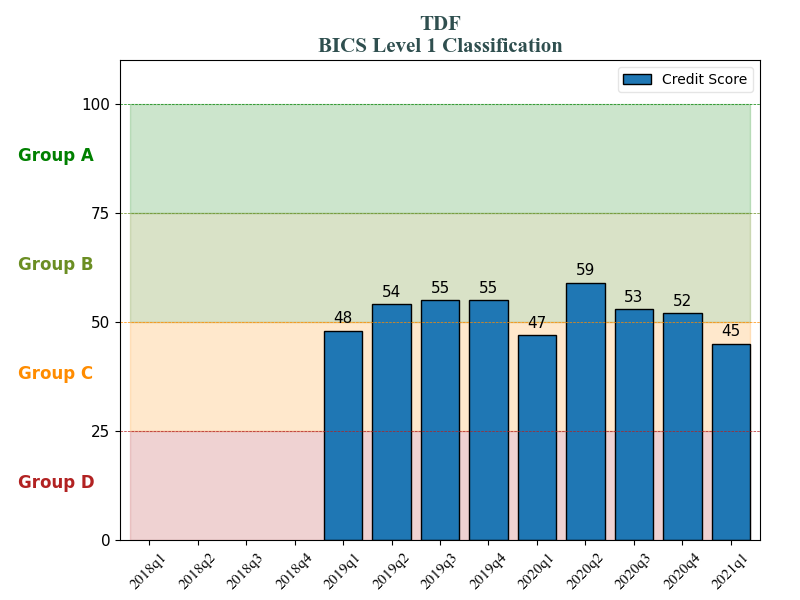 TDF
BICS Level 1 Classification
Credit Score
100
Group A
75
Group B
59
55
55
54
53
52
50
48
47
45
Group C
25
Group D
0
2018q1
2018q2
2018q3
2018q4
2019q1
2019q2
2019q3
2019q4
2020q1
2020q2
2020q3
2020q4
2021q1